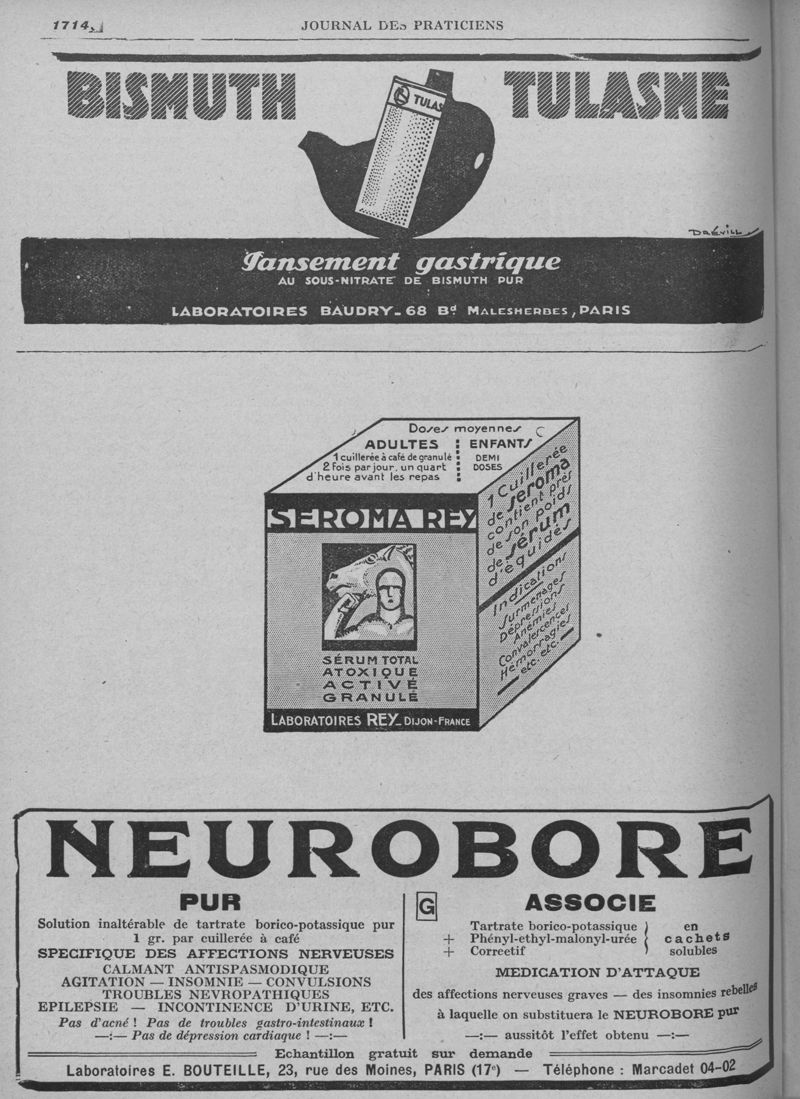 1714
JOURNAL DES PRATICIENS
BISMUTH TULASNE
TULAS
DRÉVILL
Pansement gastrique
AU SOUS-NITRATE DE BISMUTH PUR
LABORATOIRES BAUDRY_68 Bd MALESHERBES, PARIS
Doses moyennes
ADULTES
1 cuillerée à café de granulé
2 fois par jour, un quart
d'heure avant les repas
ENFANTS
DEMI
DOSES
SEROMA REY
SÉRUM TOTAL
ATOXIQUE
ACTIVÉ
GRANULÉ
LABORATOIRES REY_DIJON-FRANCE
1 Cuillerée
de seroma
contient près
de son poids
de sérum
d'équidés
Indications
Surmenages
Dépressions
Anémies
Convalescences
Hémorragies
etc. etc.
NEUROBORE
PUR
Solution inaltérable de tartrate borico-potassique pur
1 gr. par cuillerée à café
SPECIFIQUE DES AFFECTIONS NERVEUSES
CALMANT ANTISPASMODIQUE
AGITATION — INSOMNIE — CONVULSIONS
TROUBLES NEVROPATHIQUES
EPILEPSIE — INCONTINENCE D'URINE, ETC.
Pas d'acné ! Pas de troubles gastro-intestinaux !
—:— Pas de dépression cardiaque ! —:—
G ASSOCIE
Tartrate borico-potassique
+ Phényl-ethyl-malonyl-urée
+ Correctif
en
cachets
solubles
MEDICATION D'ATTAQUE
des affections nerveuses graves — des insomnies rebelles
à laquelle on substituera le NEUROBORE pur
—:— aussitôt l'effet obtenu —:—
Echantillon gratuit sur demande
Laboratoires E. BOUTEILLE, 23, rue des Moines, PARIS (17e) — Téléphone : Marcadet 04-02